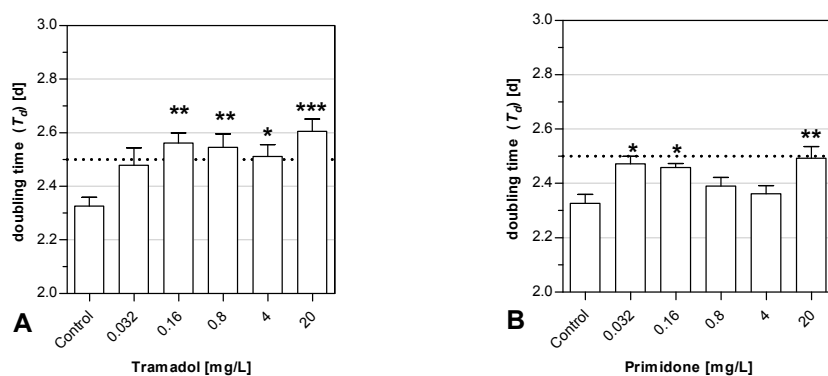 3.0
2.8
2.6
2.4
2.2
2.0
doubling time (T_d) [d]
** ** * ***
Control 0.032 0.16 0.8 4 20
A
Tramadol [mg/L]
3.0
2.8
2.6
2.4
2.2
2.0
doubling time (T_d) [d]
* * **
Control 0.032 0.16 0.8 4 20
B
Primidone [mg/L]